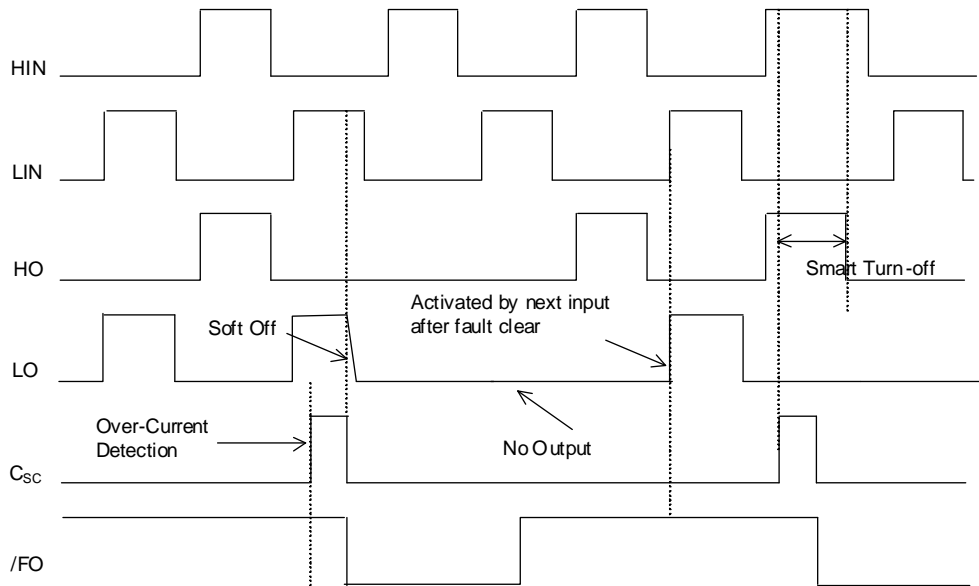 HIN
LIN
HO
Smart Turn-off
Activated by next input
after fault clear
Soft Off
LO
Over-Current
Detection
No Output
CSC
/FO